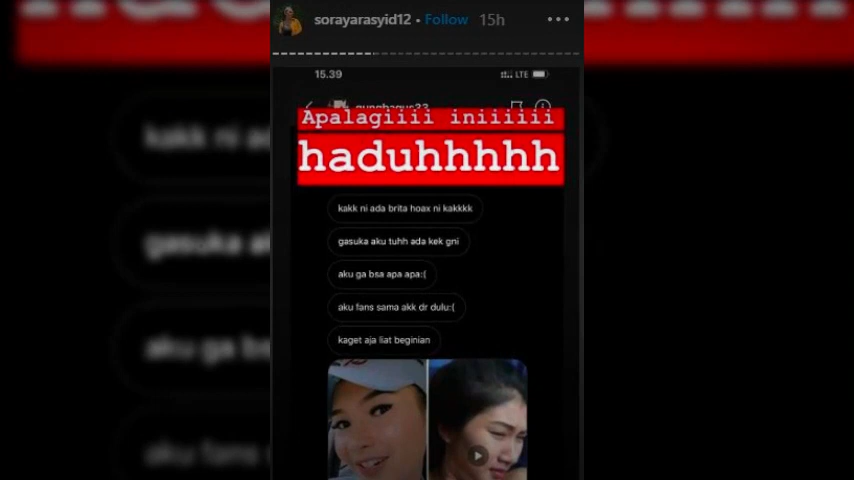 sorayarasyid12 • Follow 15h
15.39 LTE
Apalagiiii iniiiiii
haduhhhhh
kakk ni ada brita hoax ni kakkkk
gasuka aku tuhh ada kek gni
aku ga bsa apa apa:(
aku fans sama akk dr dulu:(
kaget aja liat beginian